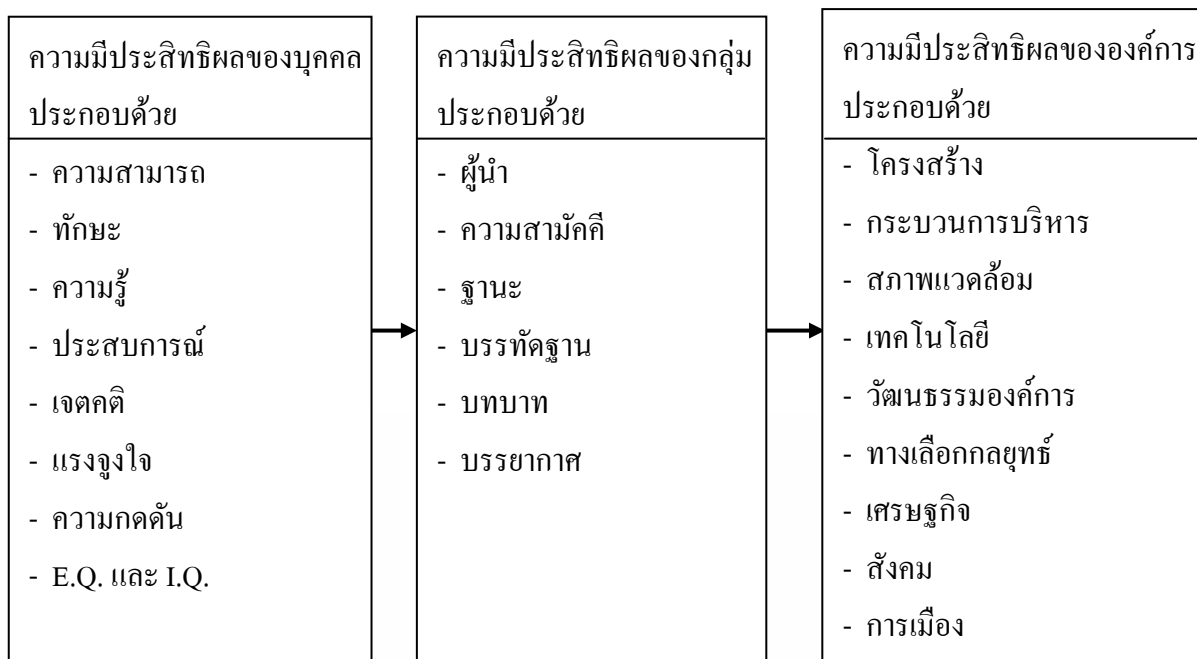 ความมีประสิทธิผลของบุคคล
ประกอบด้วย
- ความสามารถ
- ทักษะ
- ความรู้
- ประสบการณ์
- เจตคติ
- แรงจูงใจ
- ความกดดัน
- E.Q. และ I.Q.
ความมีประสิทธิผลของกลุ่ม
ประกอบด้วย
- ผู้นำ
- ความสามัคคี
- ฐานะ
- บรรทัดฐาน
- บทบาท
- บรรยากาศ
ความมีประสิทธิผลขององค์การ
ประกอบด้วย
- โครงสร้าง
- กระบวนการบริหาร
- สภาพแวดล้อม
- เทคโนโลยี
- วัฒนธรรมองค์การ
- ทางเลือกกลยุทธ์
- เศรษฐกิจ
- สังคม
- การเมือง